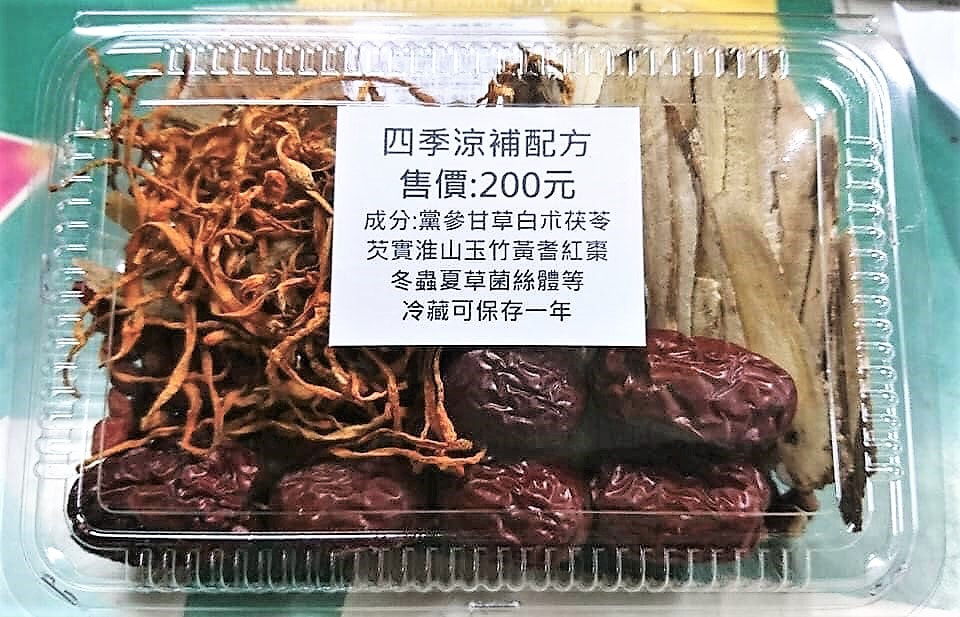 四季涼補配方
售價:200元
成分:黨參甘草白朮茯苓
芡實淮山玉竹黃耆紅棗
冬蟲夏草菌絲體等
冷藏可保存一年